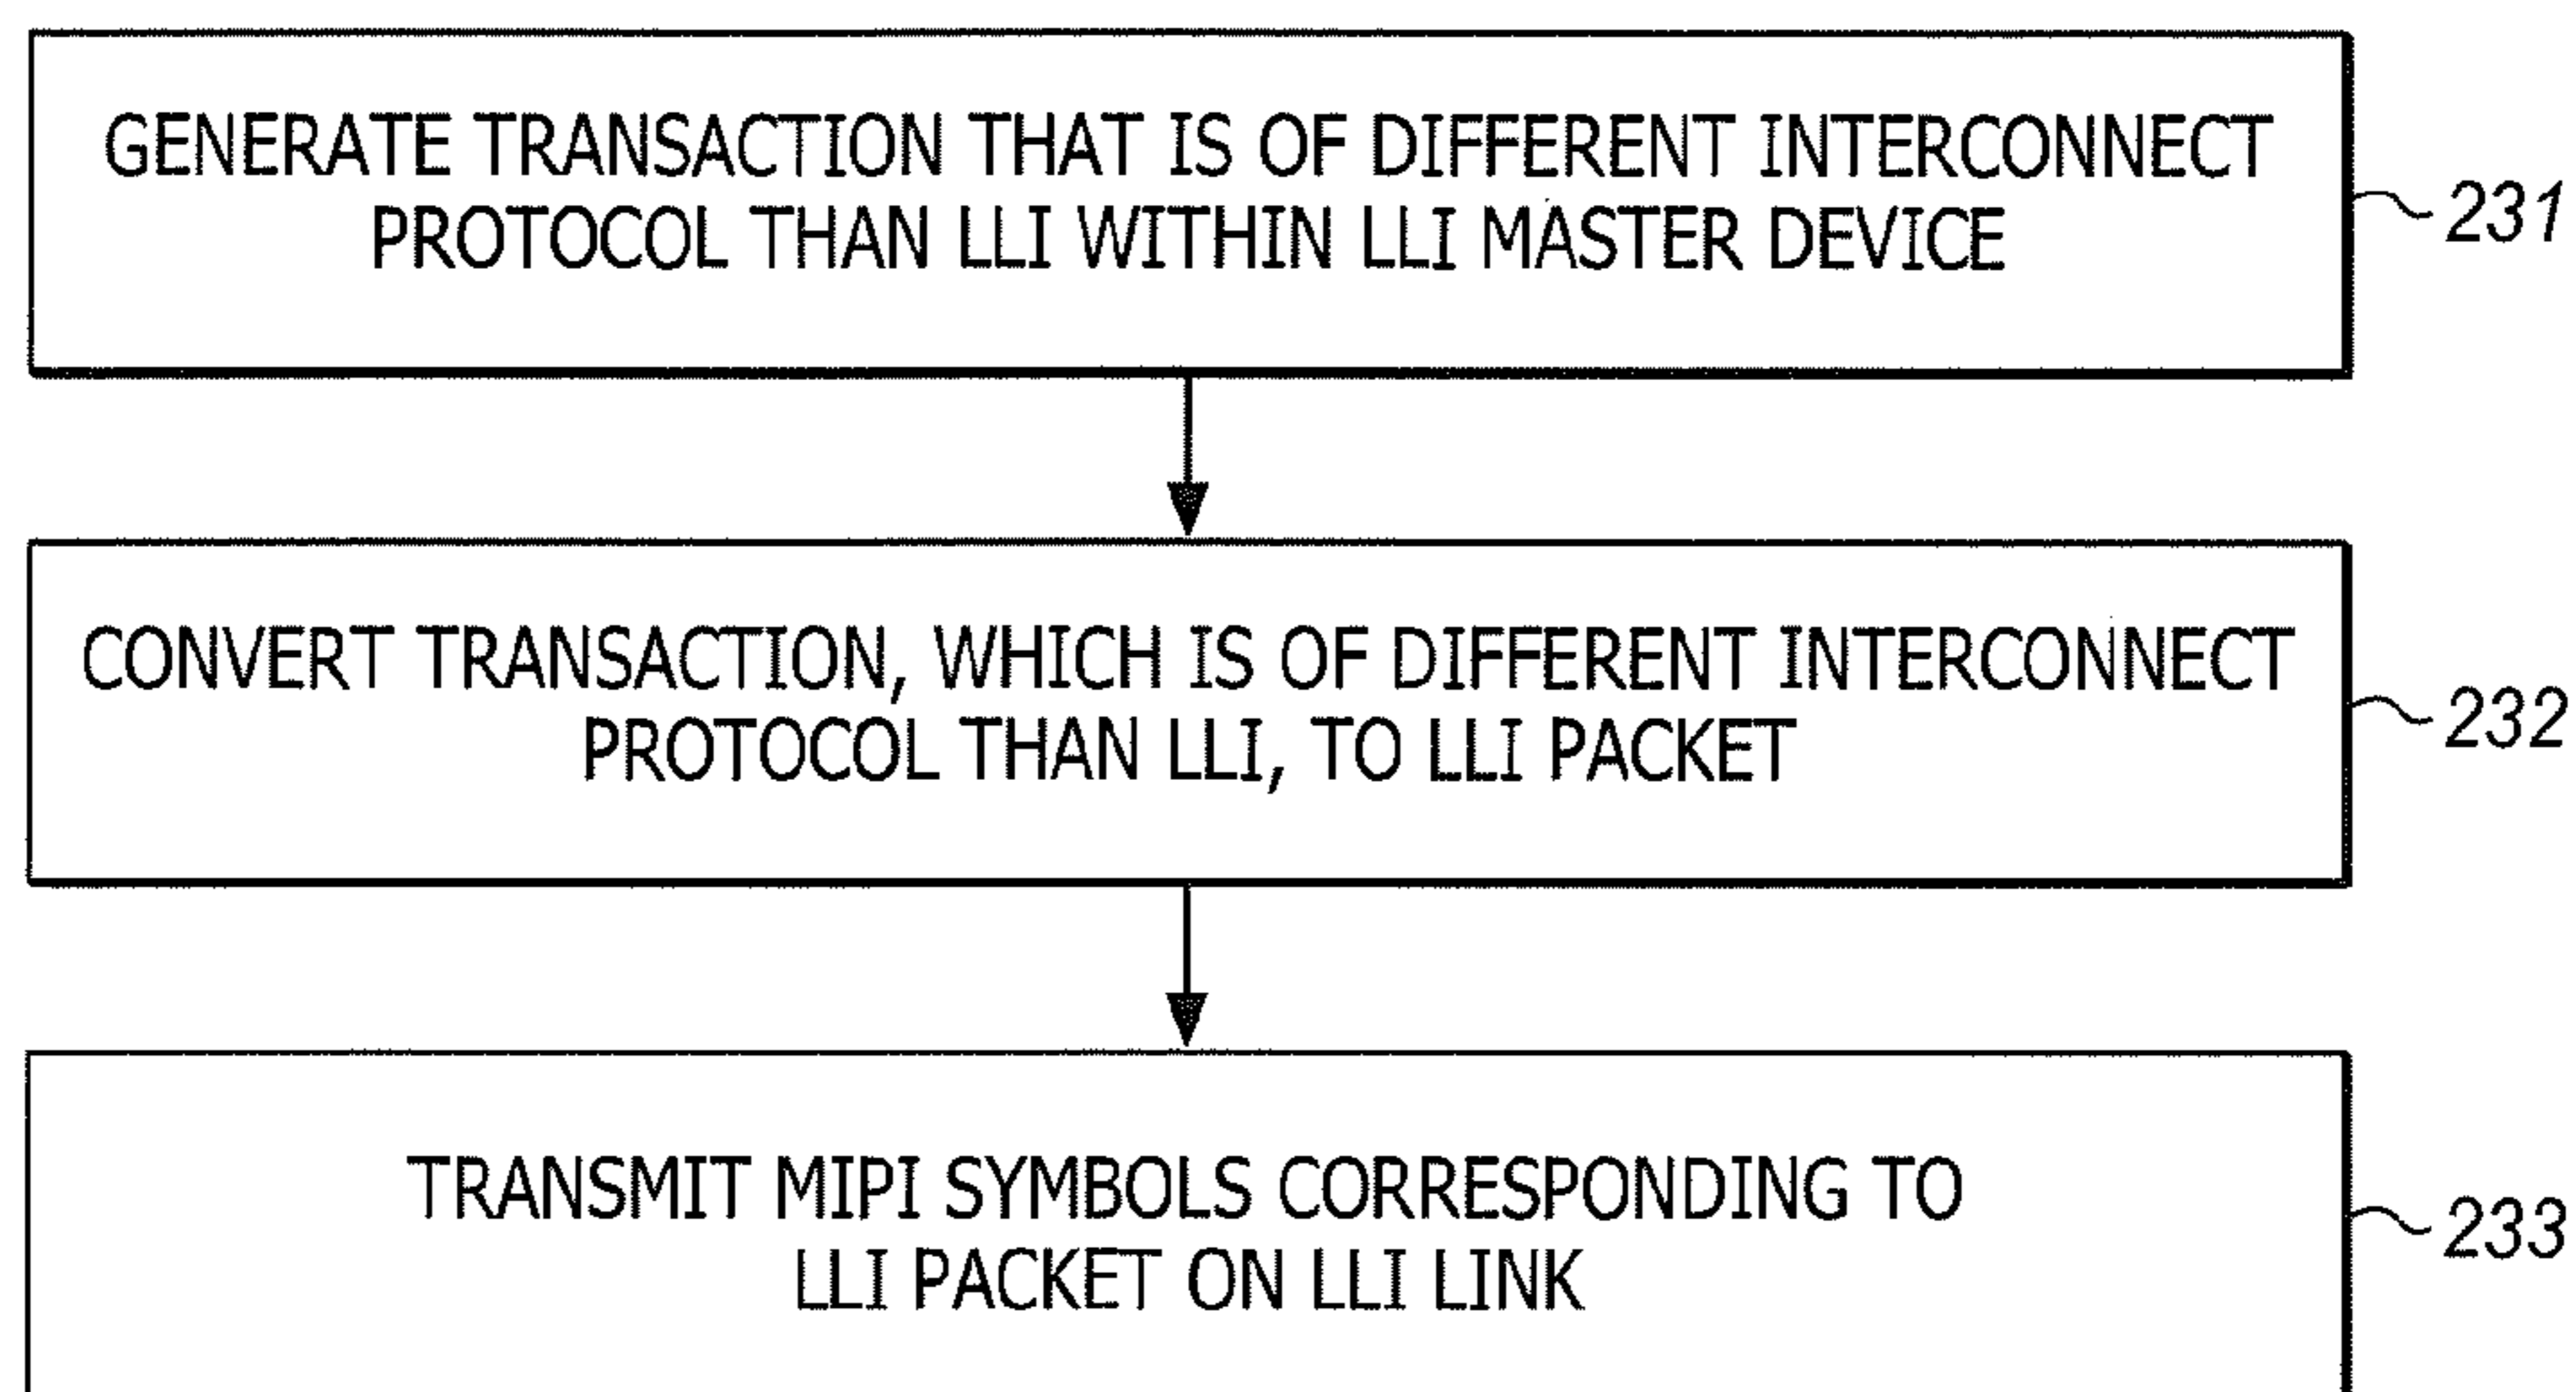 GENERATE TRANSACTION THAT IS OF DIFFERENT INTERCONNECT
PROTOCOL THAN LLI WITHIN LLI MASTER DEVICE
231
CONVERT TRANSACTION, WHICH IS OF DIFFERENT INTERCONNECT
PROTOCOL THAN LLI, TO LLI PACKET
232
TRANSMIT MIPI SYMBOLS CORRESPONDING TO
LLI PACKET ON LLI LINK
233